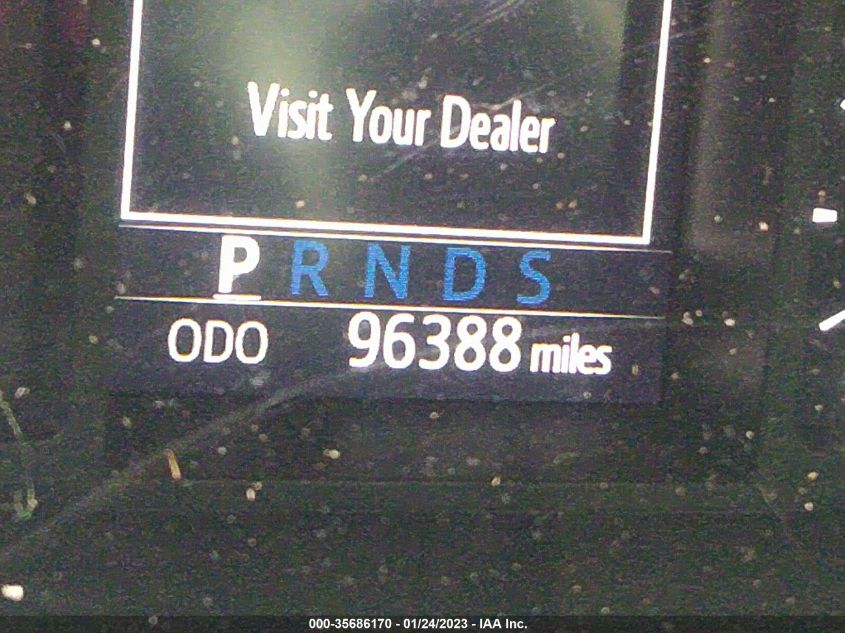 Visit Your Dealer
P R N D S
ODO 96388 miles
000-35686170 - 01/24/2023 - IAA Inc.